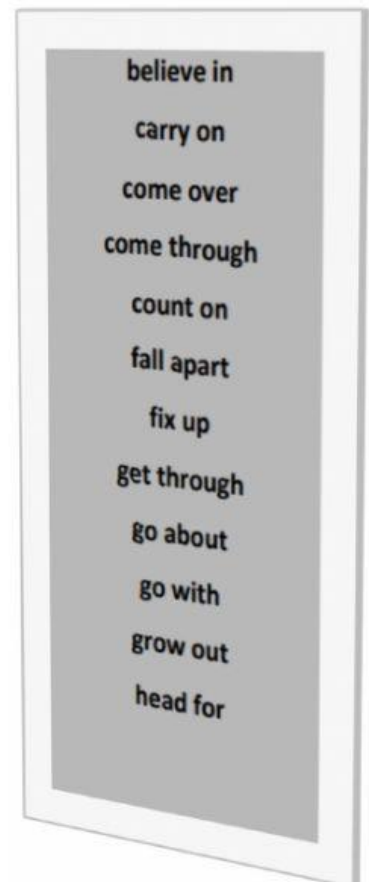 believe in
carry on
come over
come through
count on
fall apart
fix up
get through
go about
go with
grow out
head for